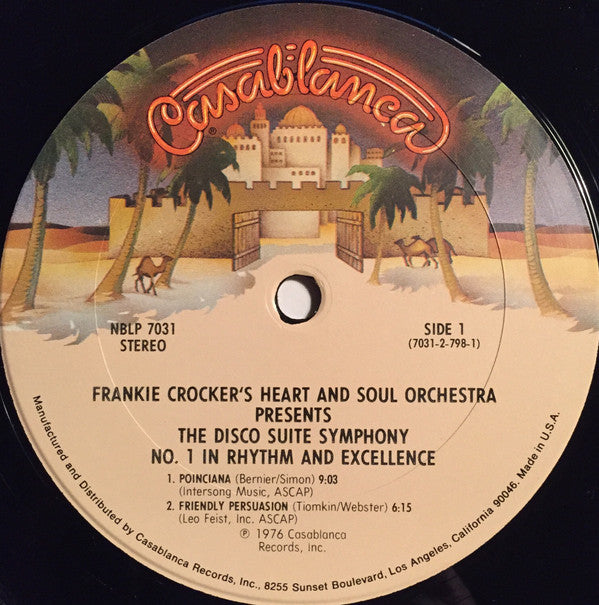 Casablanca
®
NBLP 7031
STEREO
SIDE 1
(7031-2-798-1)
FRANKIE CROCKER'S HEART AND SOUL ORCHESTRA
PRESENTS
THE DISCO SUITE SYMPHONY
NO. 1 IN RHYTHM AND EXCELLENCE
1. POINCIANA (Bernier/Simon) 9:03
(Intersong Music, ASCAP)
2. FRIENDLY PERSUASION (Tiomkin/Webster) 6:15
(Leo Feist, Inc. ASCAP)
℗ 1976 Casablanca
Records, Inc.
Manufactured and Distributed by Casablanca Records, Inc., 8255 Sunset Boulevard, Los Angeles, California 90046. Made in U.S.A.